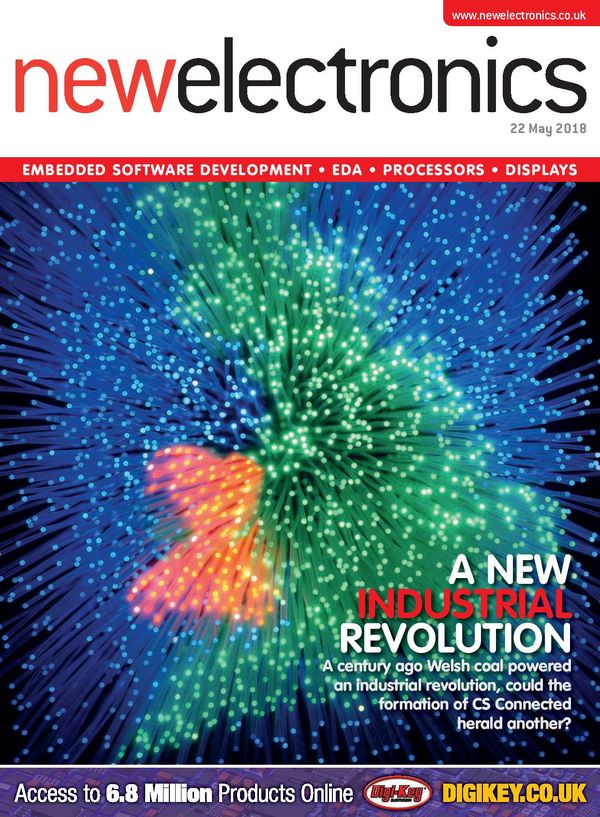 www.newelectronics.co.uk
newelectronics
22 May 2018
EMBEDDED SOFTWARE DEVELOPMENT • EDA • PROCESSORS • DISPLAYS
A NEW
INDUSTRIAL
REVOLUTION
A century ago Welsh coal powered
an industrial revolution, could the
formation of CS Connected
herald another?
Access to 6.8 Million Products Online Digi-Key ELECTRONICS DIGIKEY.CO.UK